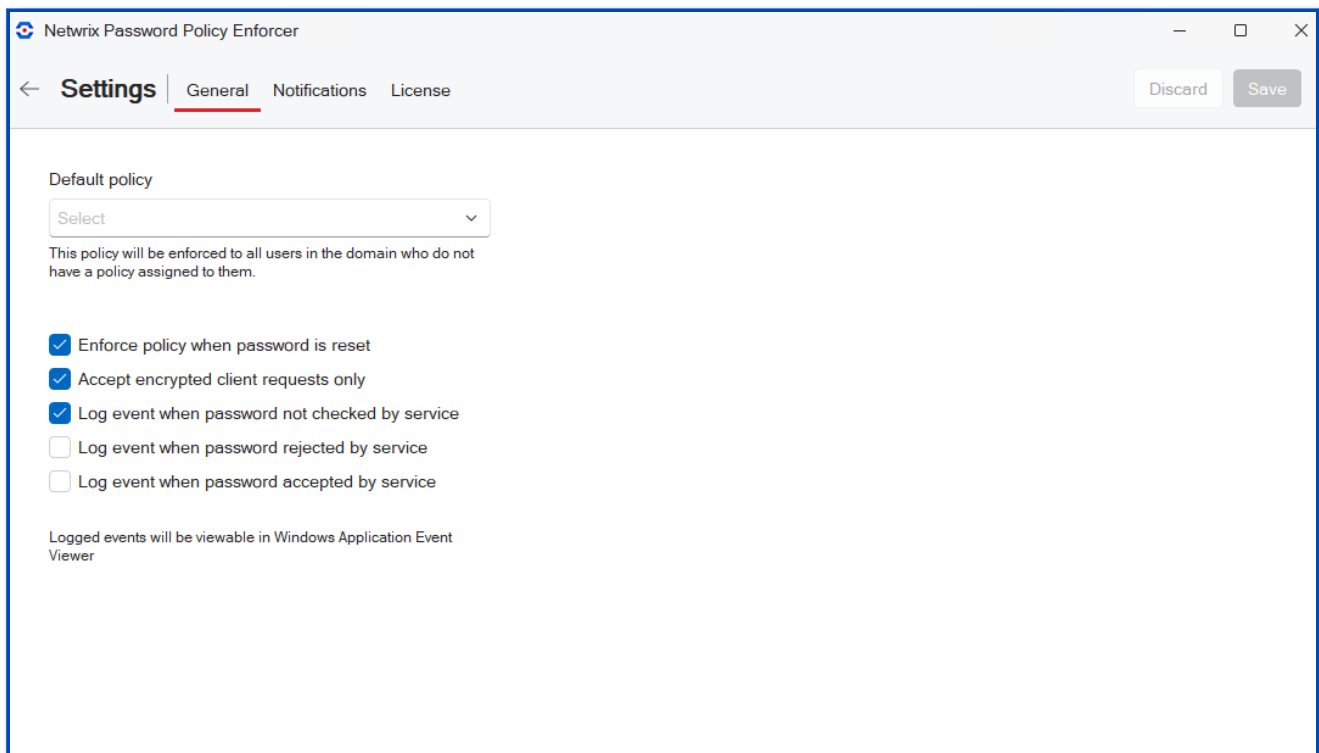 Netwrix Password Policy Enforcer
Settings General Notifications License Discard Save
Default policy
Select
This policy will be enforced to all users in the domain who do not
have a policy assigned to them.
Enforce policy when password is reset
Accept encrypted client requests only
Log event when password not checked by service
Log event when password rejected by service
Log event when password accepted by service
Logged events will be viewable in Windows Application Event
Viewer